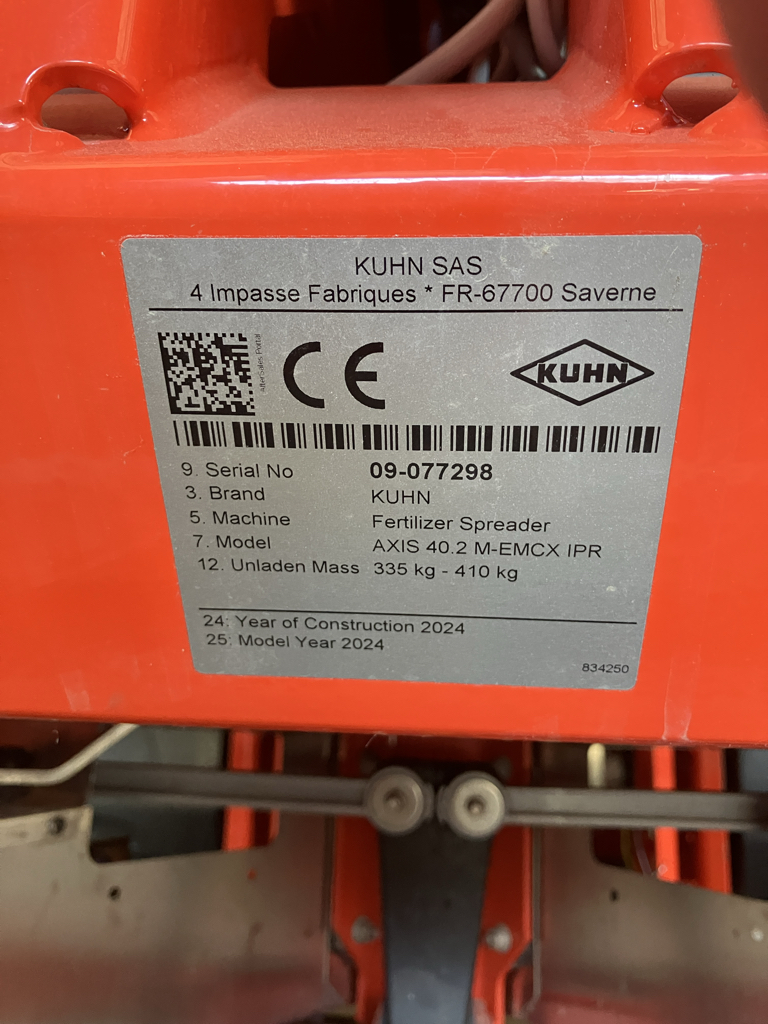 KUHN SAS
4 Impasse Fabriques * FR-67700 Saverne
AfterSales Portal
CE
KUHN
9. Serial No 09-077298
3. Brand KUHN
5. Machine Fertilizer Spreader
7. Model AXIS 40.2 M-EMCX IPR
12. Unladen Mass 335 kg - 410 kg
24: Year of Construction 2024
25: Model Year 2024
834250